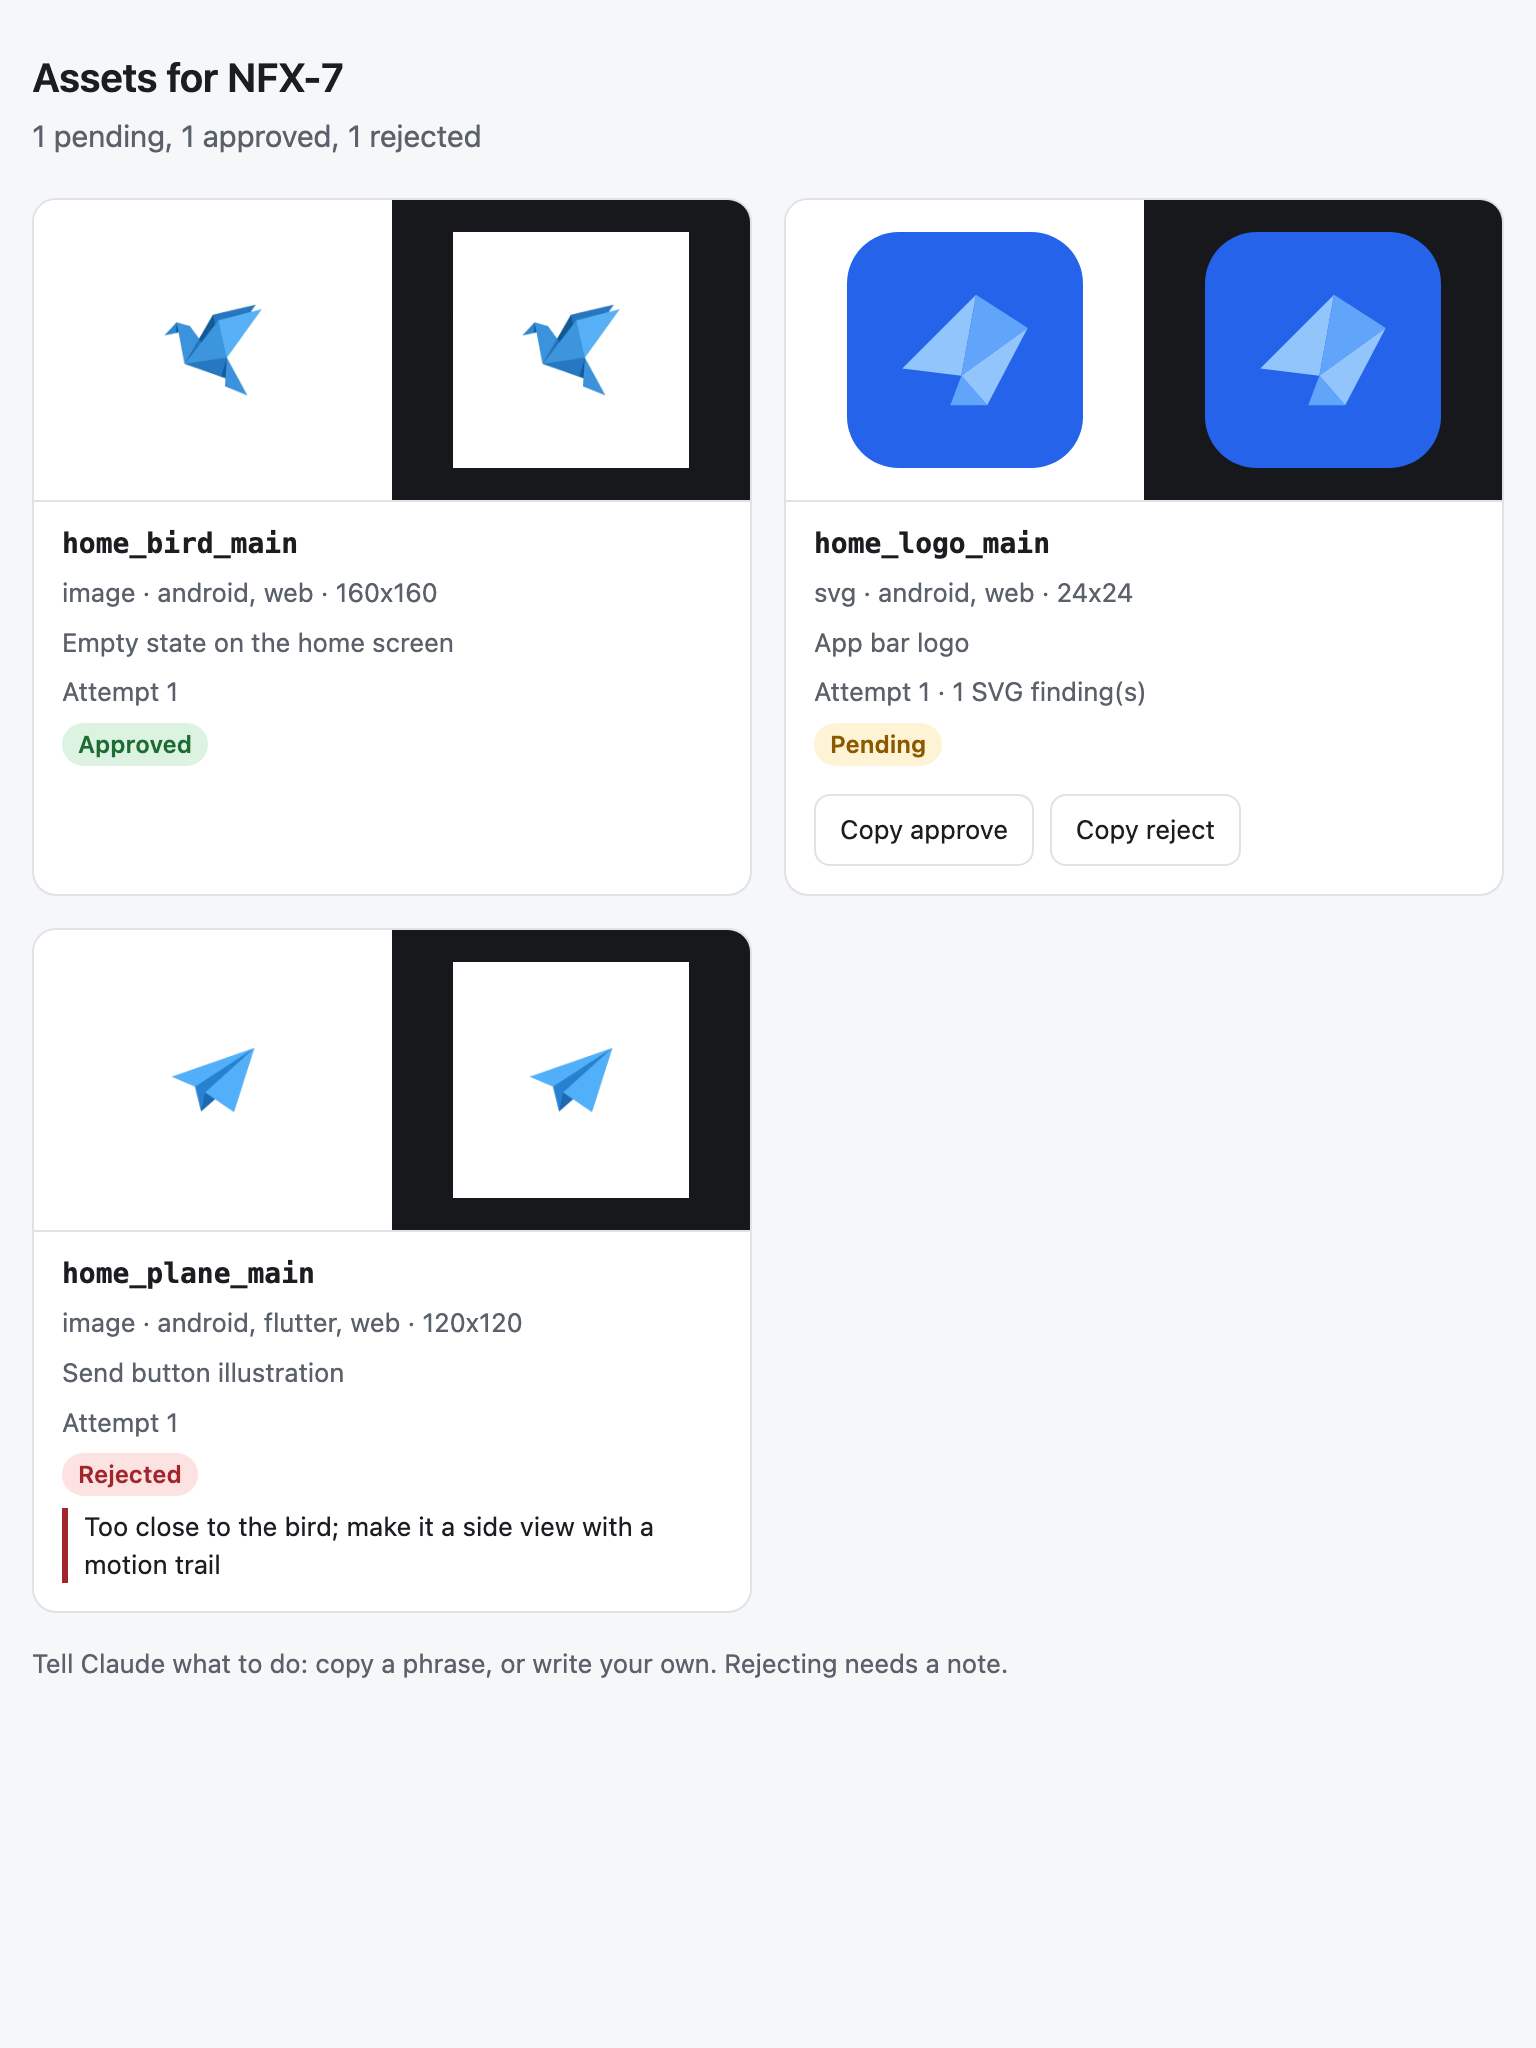 Assets for NFX-7
1 pending, 1 approved, 1 rejected
home_bird_main
image · android, web · 160x160
Empty state on the home screen
Attempt 1
Approved
home_logo_main
svg · android, web · 24x24
App bar logo
Attempt 1 · 1 SVG finding(s)
Pending
Copy approve
Copy reject
home_plane_main
image · android, flutter, web · 120x120
Send button illustration
Attempt 1
Rejected
Too close to the bird; make it a side view with a
motion trail
Tell Claude what to do: copy a phrase, or write your own. Rejecting needs a note.